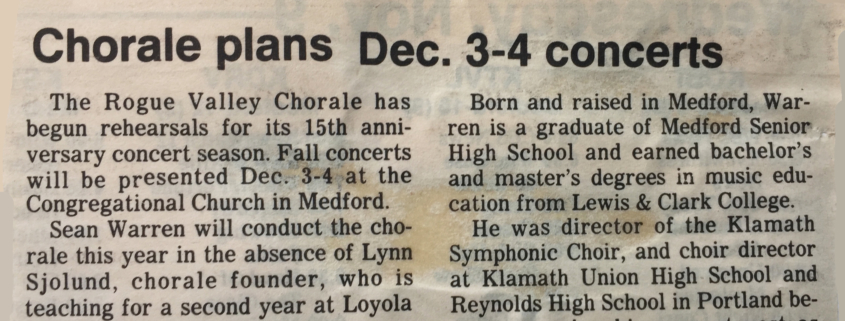 Chorale plans Dec. 3-4 concerts
The Rogue Valley Chorale has
begun rehearsals for its 15th anni-
versary concert season. Fall concerts
will be presented Dec. 3-4 at the
Congregational Church in Medford.
Sean Warren will conduct the cho-
rale this year in the absence of Lynn
Sjolund, chorale founder, who is
teaching for a second year at Loyola
Born and raised in Medford, War-
ren is a graduate of Medford Senior
High School and earned bachelor's
and master's degrees in music edu-
cation from Lewis & Clark College.
He was director of the Klamath
Symphonic Choir, and choir director
at Klamath Union High School and
Reynolds High School in Portland be-